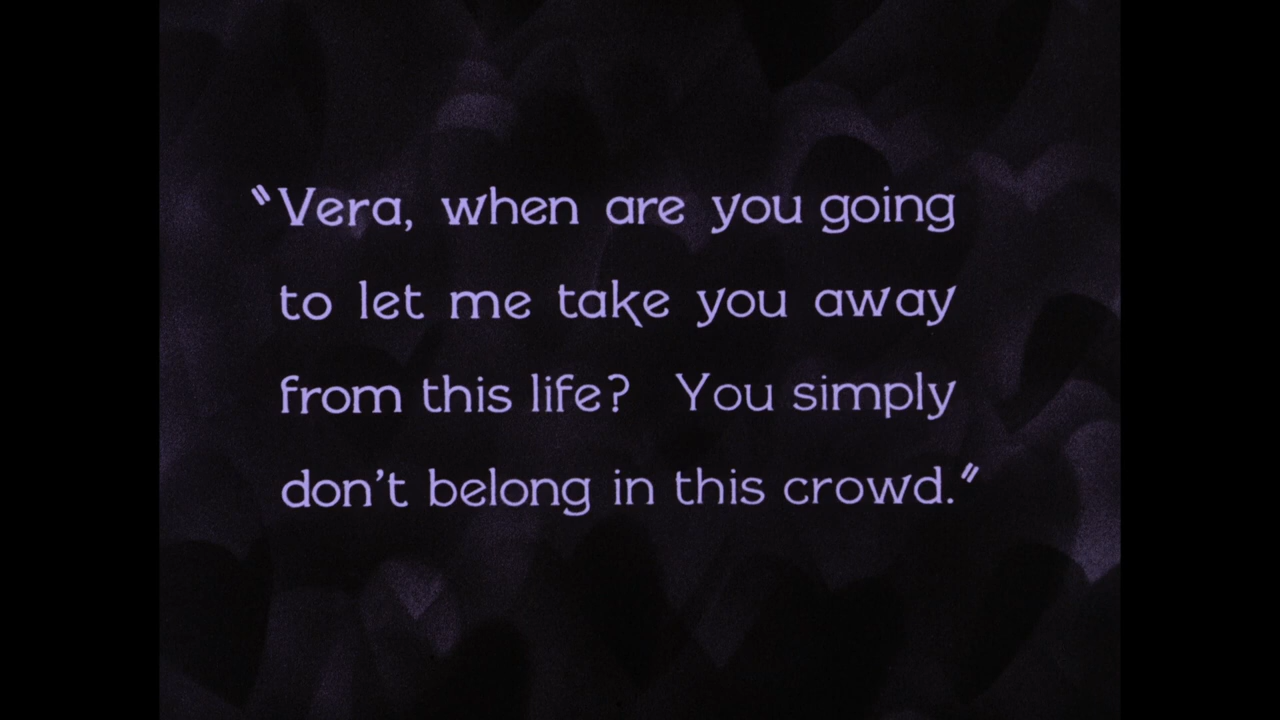 "Vera, when are you going
to let me take you away
from this life? You simply
don't belong in this crowd."